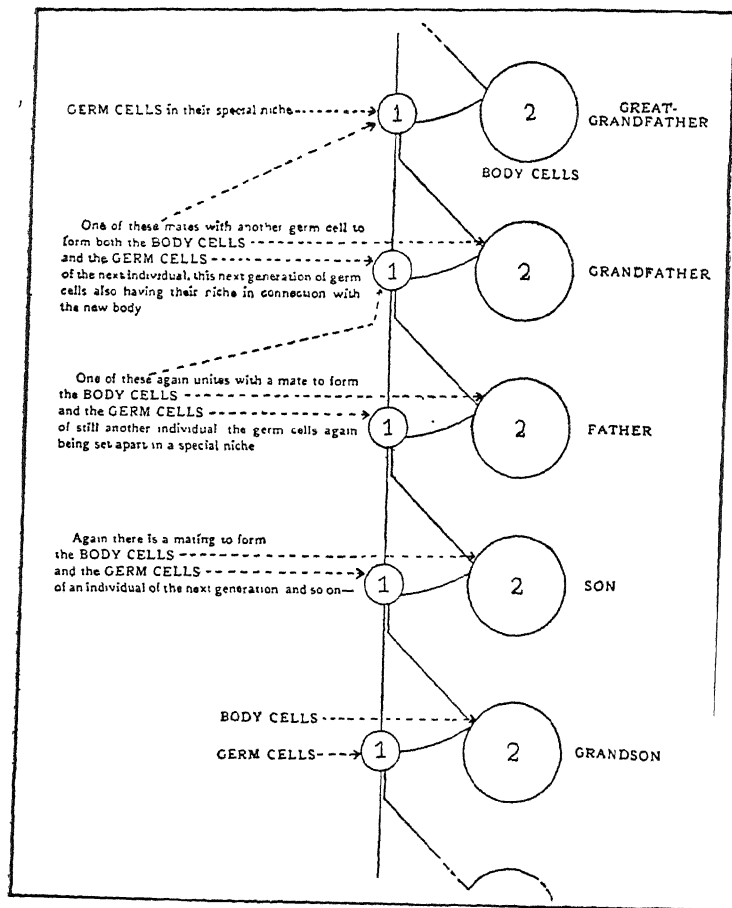 GERM CELLS in their special niche
1
2
GREAT-
GRANDFATHER
BODY CELLS
One of these mates with another germ cell to
form both the BODY CELLS
and the GERM CELLS
of the next individual, this next generation of germ
cells also having their niche in connection with
the new body
1
2
GRANDFATHER
One of these again unites with a mate to form
the BODY CELLS
and the GERM CELLS
of still another individual the germ cells again
being set apart in a special niche
1
2
FATHER
Again there is a mating to form
the BODY CELLS
and the GERM CELLS
of an individual of the next generation and so on—
1
2
SON
BODY CELLS
GERM CELLS
1
2
GRANDSON